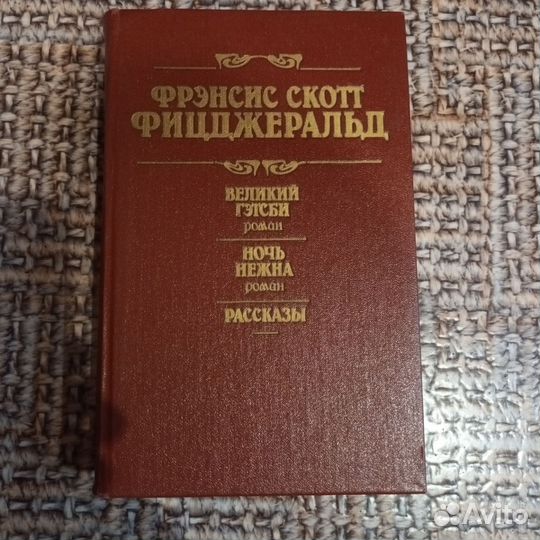 ФРЭНСИС СКОТТ
ФИЦДЖЕРАЛЬД
ВЕЛИКИЙ
ГЭТСБИ
роман
НОЧЬ
НЕЖНА
роман
РАССКАЗЫ
Avito